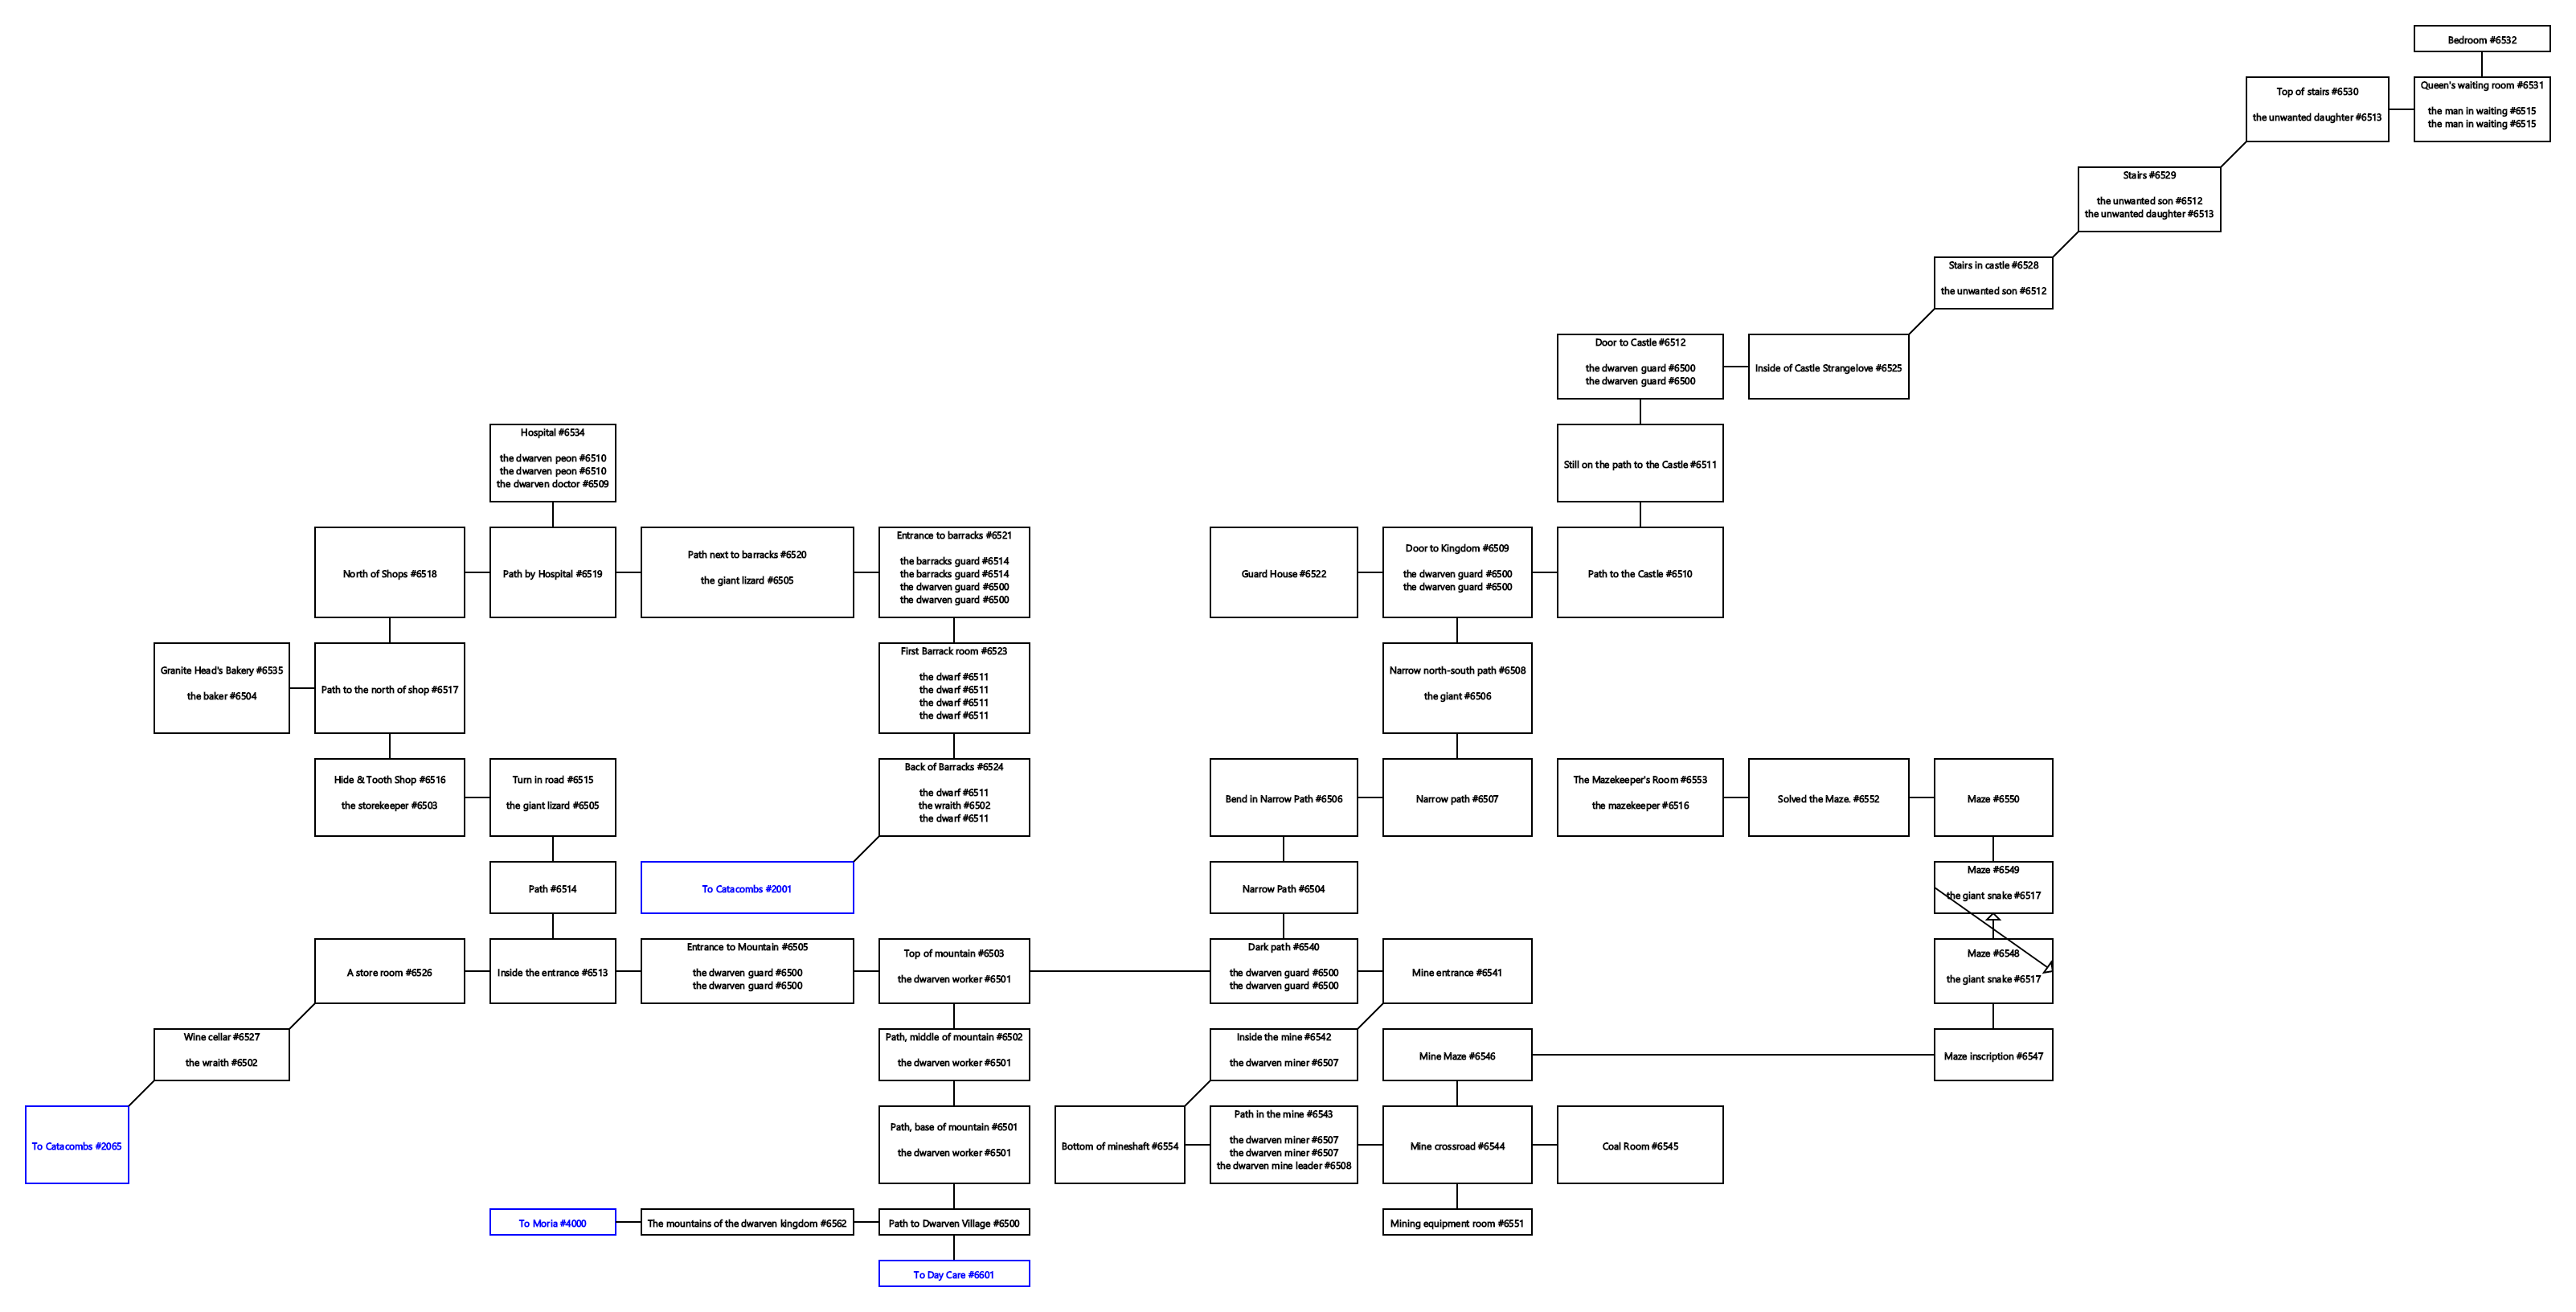 Bedroom #6532
Top of stairs #6530
the unwanted daughter #6513
Queen's waiting room #6531
the man in waiting #6515
the man in waiting #6515
Stairs #6529
the unwanted son #6512
the unwanted daughter #6513
Stairs in castle #6528
the unwanted son #6512
Door to Castle #6512
the dwarven guard #6500
the dwarven guard #6500
Inside of Castle Strangelove #6525
Hospital #6534
the dwarven peon #6510
the dwarven peon #6510
the dwarven doctor #6509
Still on the path to the Castle #6511
North of Shops #6518
Path by Hospital #6519
Path next to barracks #6520
the giant lizard #6505
Entrance to barracks #6521
the barracks guard #6514
the barracks guard #6514
the dwarven guard #6500
the dwarven guard #6500
Guard House #6522
Door to Kingdom #6509
the dwarven guard #6500
the dwarven guard #6500
Path to the Castle #6510
Granite Head's Bakery #6535
the baker #6504
Path to the north of shop #6517
First Barrack room #6523
the dwarf #6511
the dwarf #6511
the dwarf #6511
the dwarf #6511
Narrow north-south path #6508
the giant #6506
Hide & Tooth Shop #6516
the storekeeper #6503
Turn in road #6515
the giant lizard #6505
Back of Barracks #6524
the dwarf #6511
the wraith #6502
the dwarf #6511
Bend in Narrow Path #6506
Narrow path #6507
The Mazekeeper's Room #6553
the mazekeeper #6516
Solved the Maze. #6552
Maze #6550
Path #6514
To Catacombs #2001
Narrow Path #6504
Maze #6549
the giant snake #6517
A store room #6526
Inside the entrance #6513
Entrance to Mountain #6505
the dwarven guard #6500
the dwarven guard #6500
Top of mountain #6503
the dwarven worker #6501
Dark path #6540
the dwarven guard #6500
the dwarven guard #6500
Mine entrance #6541
Maze #6548
the giant snake #6517
Wine cellar #6527
the wraith #6502
Path, middle of mountain #6502
the dwarven worker #6501
Inside the mine #6542
the dwarven miner #6507
Mine Maze #6546
Maze inscription #6547
To Catacombs #2065
Path, base of mountain #6501
the dwarven worker #6501
Bottom of mineshaft #6554
Path in the mine #6543
the dwarven miner #6507
the dwarven miner #6507
the dwarven mine leader #6508
Mine crossroad #6544
Coal Room #6545
To Moria #4000
The mountains of the dwarven kingdom #6562
Path to Dwarven Village #6500
Mining equipment room #6551
To Day Care #6601